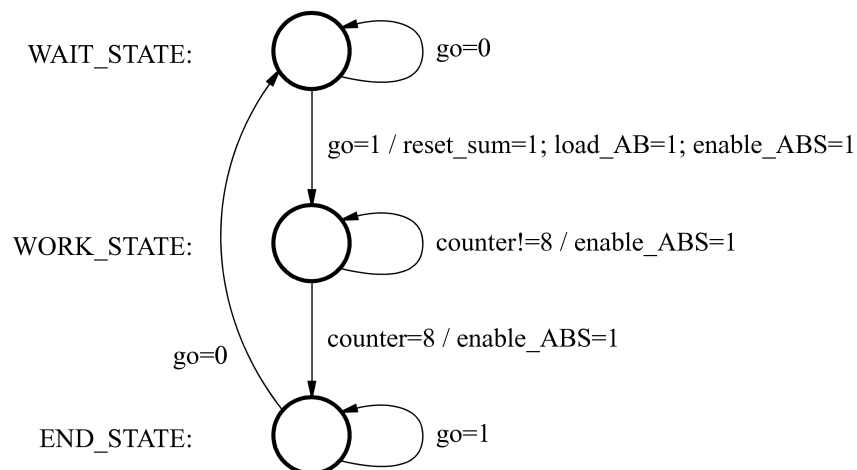 WAIT_STATE:
go=0
go=1 / reset_sum=1; load_AB=1; enable_ABS=1
WORK_STATE:
counter!=8 / enable_ABS=1
counter=8 / enable_ABS=1
go=0
END_STATE:
go=1